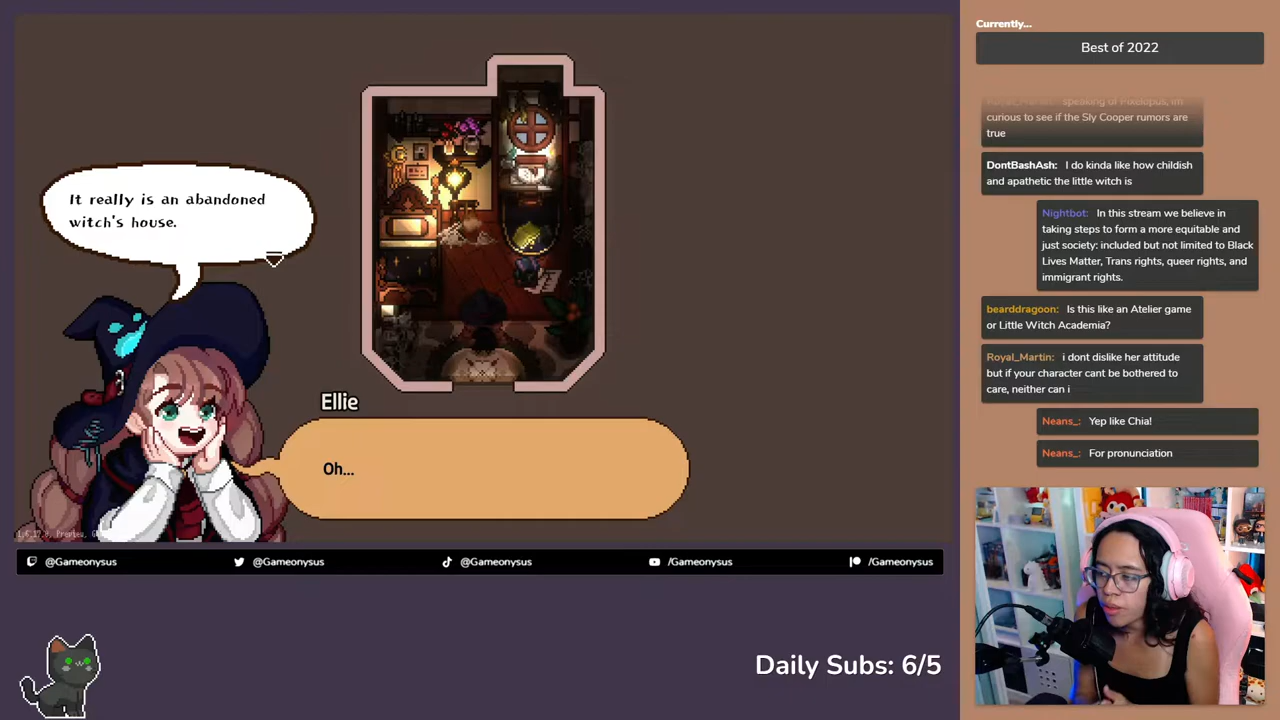 It really is an abandoned
witch's house.
Ellie
Oh...
@Gameonysus
@Gameonysus
@Gameonysus
/Gameonysus
/Gameonysus
Daily Subs: 6/5
Currently...
Best of 2022
curious to see if the Sly Cooper rumors are
true
DontBashAsh: I do kinda like how childish
and apathetic the little witch is
Nightbot: In this stream we believe in
taking steps to form a more equitable and
just society: included but not limited to Black
Lives Matter, Trans rights, queer rights, and
immigrant rights.
bearddragoon: Is this like an Atelier game
or Little Witch Academia?
Royal_Martin: i dont dislike her attitude
but if your character cant be bothered to
care, neither can i
Neans_: Yep like Chia!
Neans_: For pronunciation